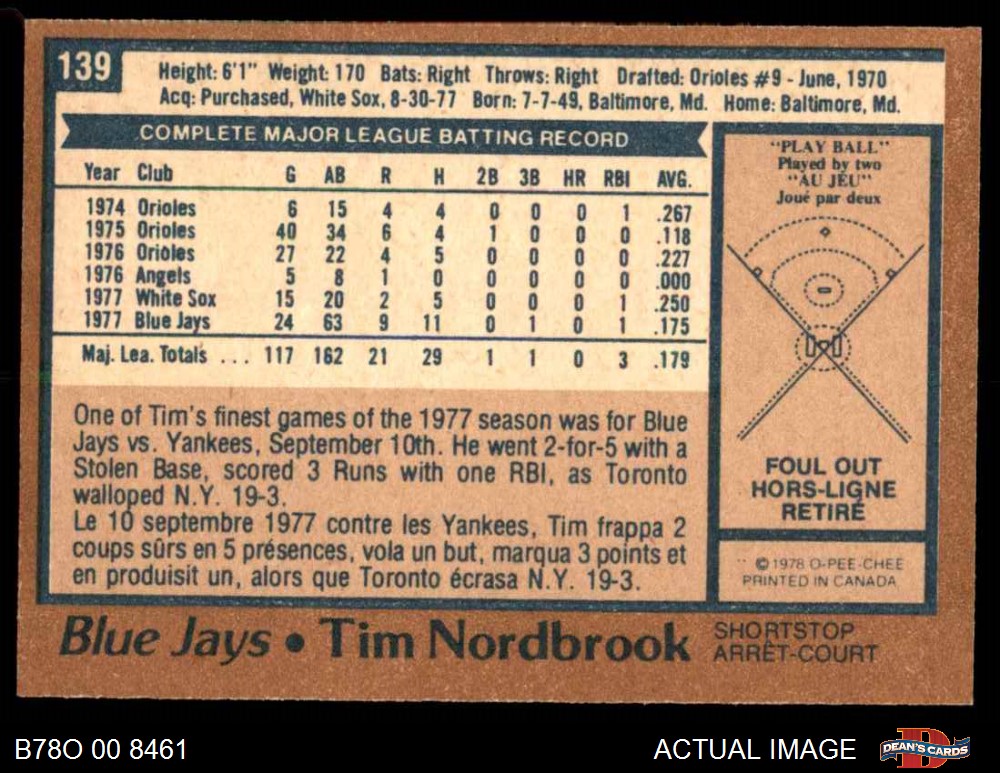 139
Height: 6'1" Weight: 170 Bats: Right Throws: Right Drafted: Orioles #9 - June, 1970
Acq: Purchased, White Sox, 8-30-77 Born: 7-7-49, Baltimore, Md. Home: Baltimore, Md.
COMPLETE MAJOR LEAGUE BATTING RECORD
Year Club G AB R H 2B 3B HR RBI AVG.
1974 Orioles 6 15 4 4 0 0 0 1 .267
1975 Orioles 40 34 6 4 1 0 0 0 .118
1976 Orioles 27 22 4 5 0 0 0 0 .227
1976 Angels 5 8 1 0 0 0 0 0 .000
1977 White Sox 15 20 2 5 0 0 0 1 .250
1977 Blue Jays 24 63 9 11 0 1 0 1 .175
Maj. Lea. Totals ... 117 162 21 29 1 1 0 3 .179
One of Tim's finest games of the 1977 season was for Blue
Jays vs. Yankees, September 10th. He went 2-for-5 with a
Stolen Base, scored 3 Runs with one RBI, as Toronto
walloped N.Y. 19-3.
Le 10 septembre 1977 contre les Yankees, Tim frappa 2
coups sûrs en 5 présences, vola un but, marqua 3 points et
en produisit un, alors que Toronto écrasa N.Y. 19-3.
"PLAY BALL"
Played by two
"AU JEU"
Joué par deux
FOUL OUT
HORS-LIGNE
RETIRÉ
©1978 O-PEE-CHEE
PRINTED IN CANADA
Blue Jays • Tim Nordbrook
SHORTSTOP
ARRÊT-COURT
B78O 00 8461
ACTUAL IMAGE
DEAN'S CARDS